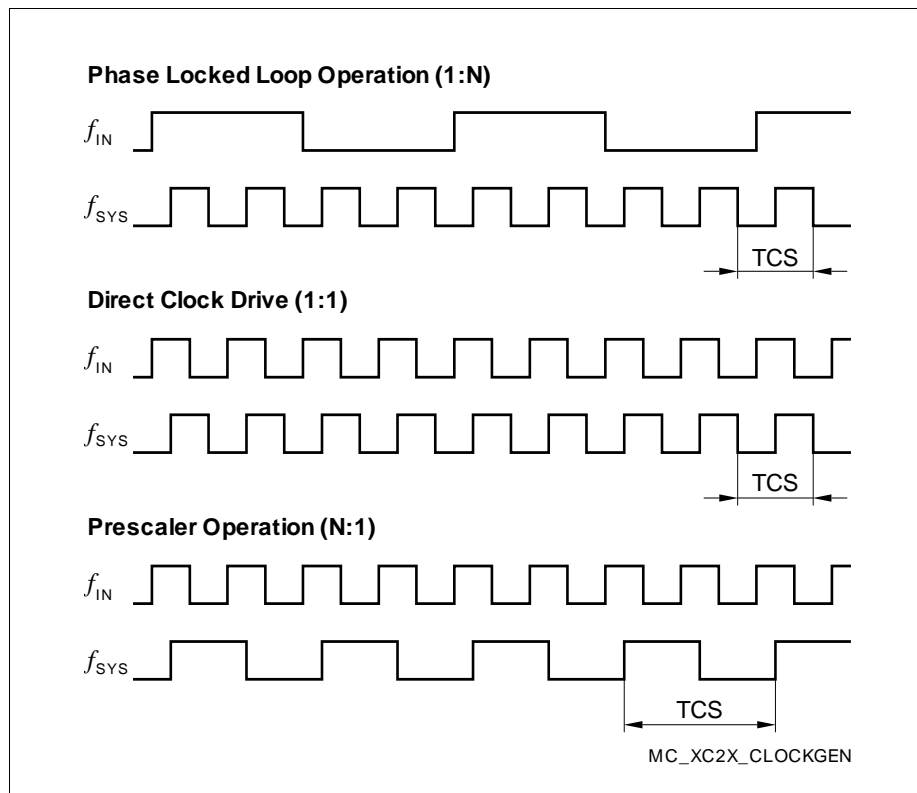 Phase Locked Loop Operation (1:N)
fIN
fSYS
TCS
Direct Clock Drive (1:1)
fIN
fSYS
TCS
Prescaler Operation (N:1)
fIN
fSYS
TCS
MC_XC2X_CLOCKGEN